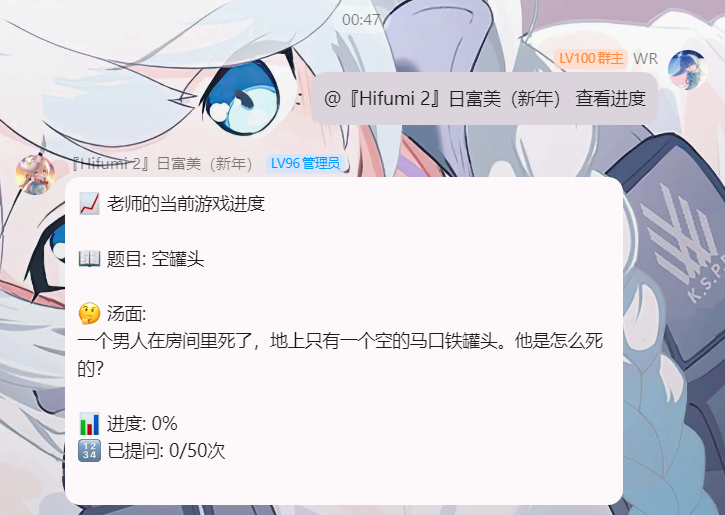 00:47
LV100 群主 WR
@『Hifumi 2』日富美（新年） 查看进度
『Hifumi 2』日富美（新年） LV96 管理员
📈 老师的当前游戏进度
📖 题目: 空罐头
🤔 汤面:
一个男人在房间里死了，地上只有一个空的马口铁罐头。他是怎么死
的?
📊 进度: 0%
🔢 已提问: 0/50次
K.S.P.D